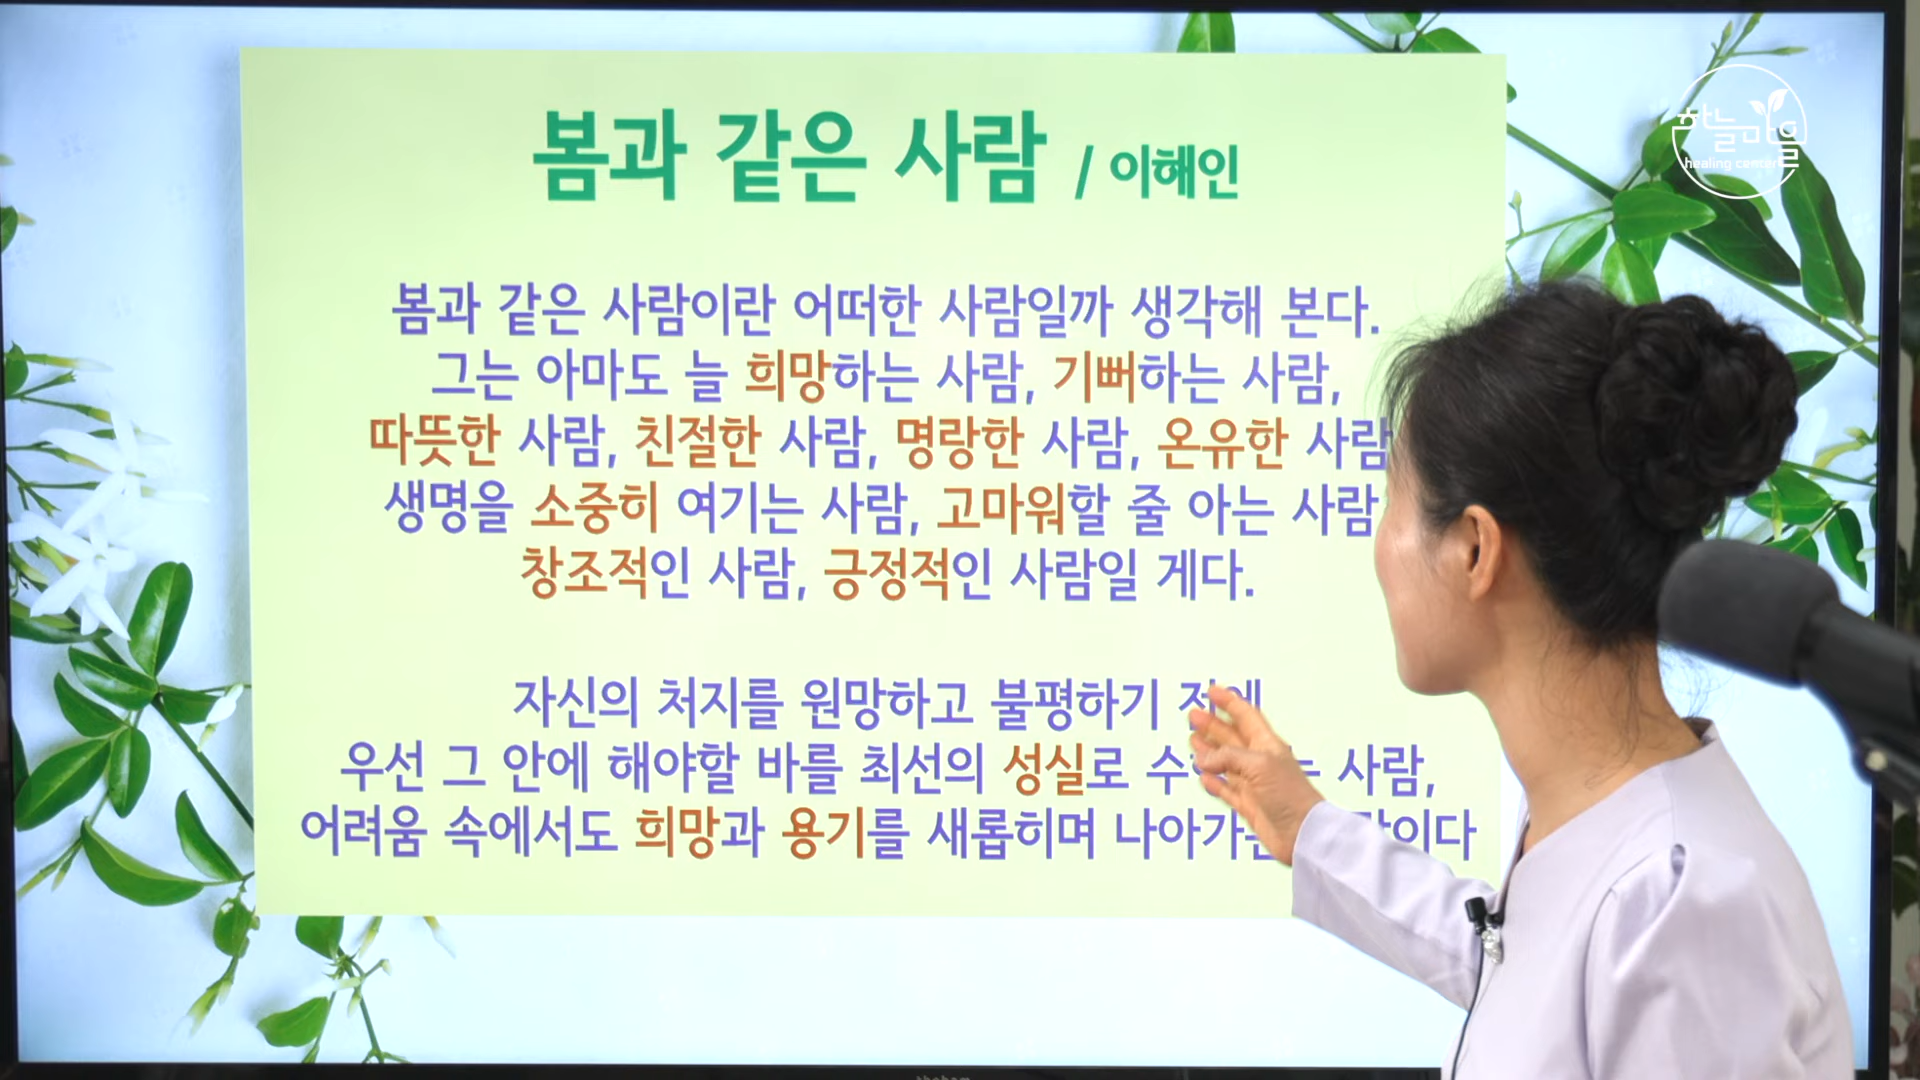 봄과 같은 사람 / 이해인
하늘마을
healing center
봄과 같은 사람이란 어떠한 사람일까 생각해 본다.
그는 아마도 늘 희망하는 사람, 기뻐하는 사람,
따뜻한 사람, 친절한 사람, 명랑한 사람, 온유한 사람
생명을 소중히 여기는 사람, 고마워할 줄 아는 사람
창조적인 사람, 긍정적인 사람일 게다.
자신의 처지를 원망하고 불평하기
우선 그 안에 해야할 바를 최선의 성실로 사람,
어려움 속에서도 희망과 용기를 새롭히며